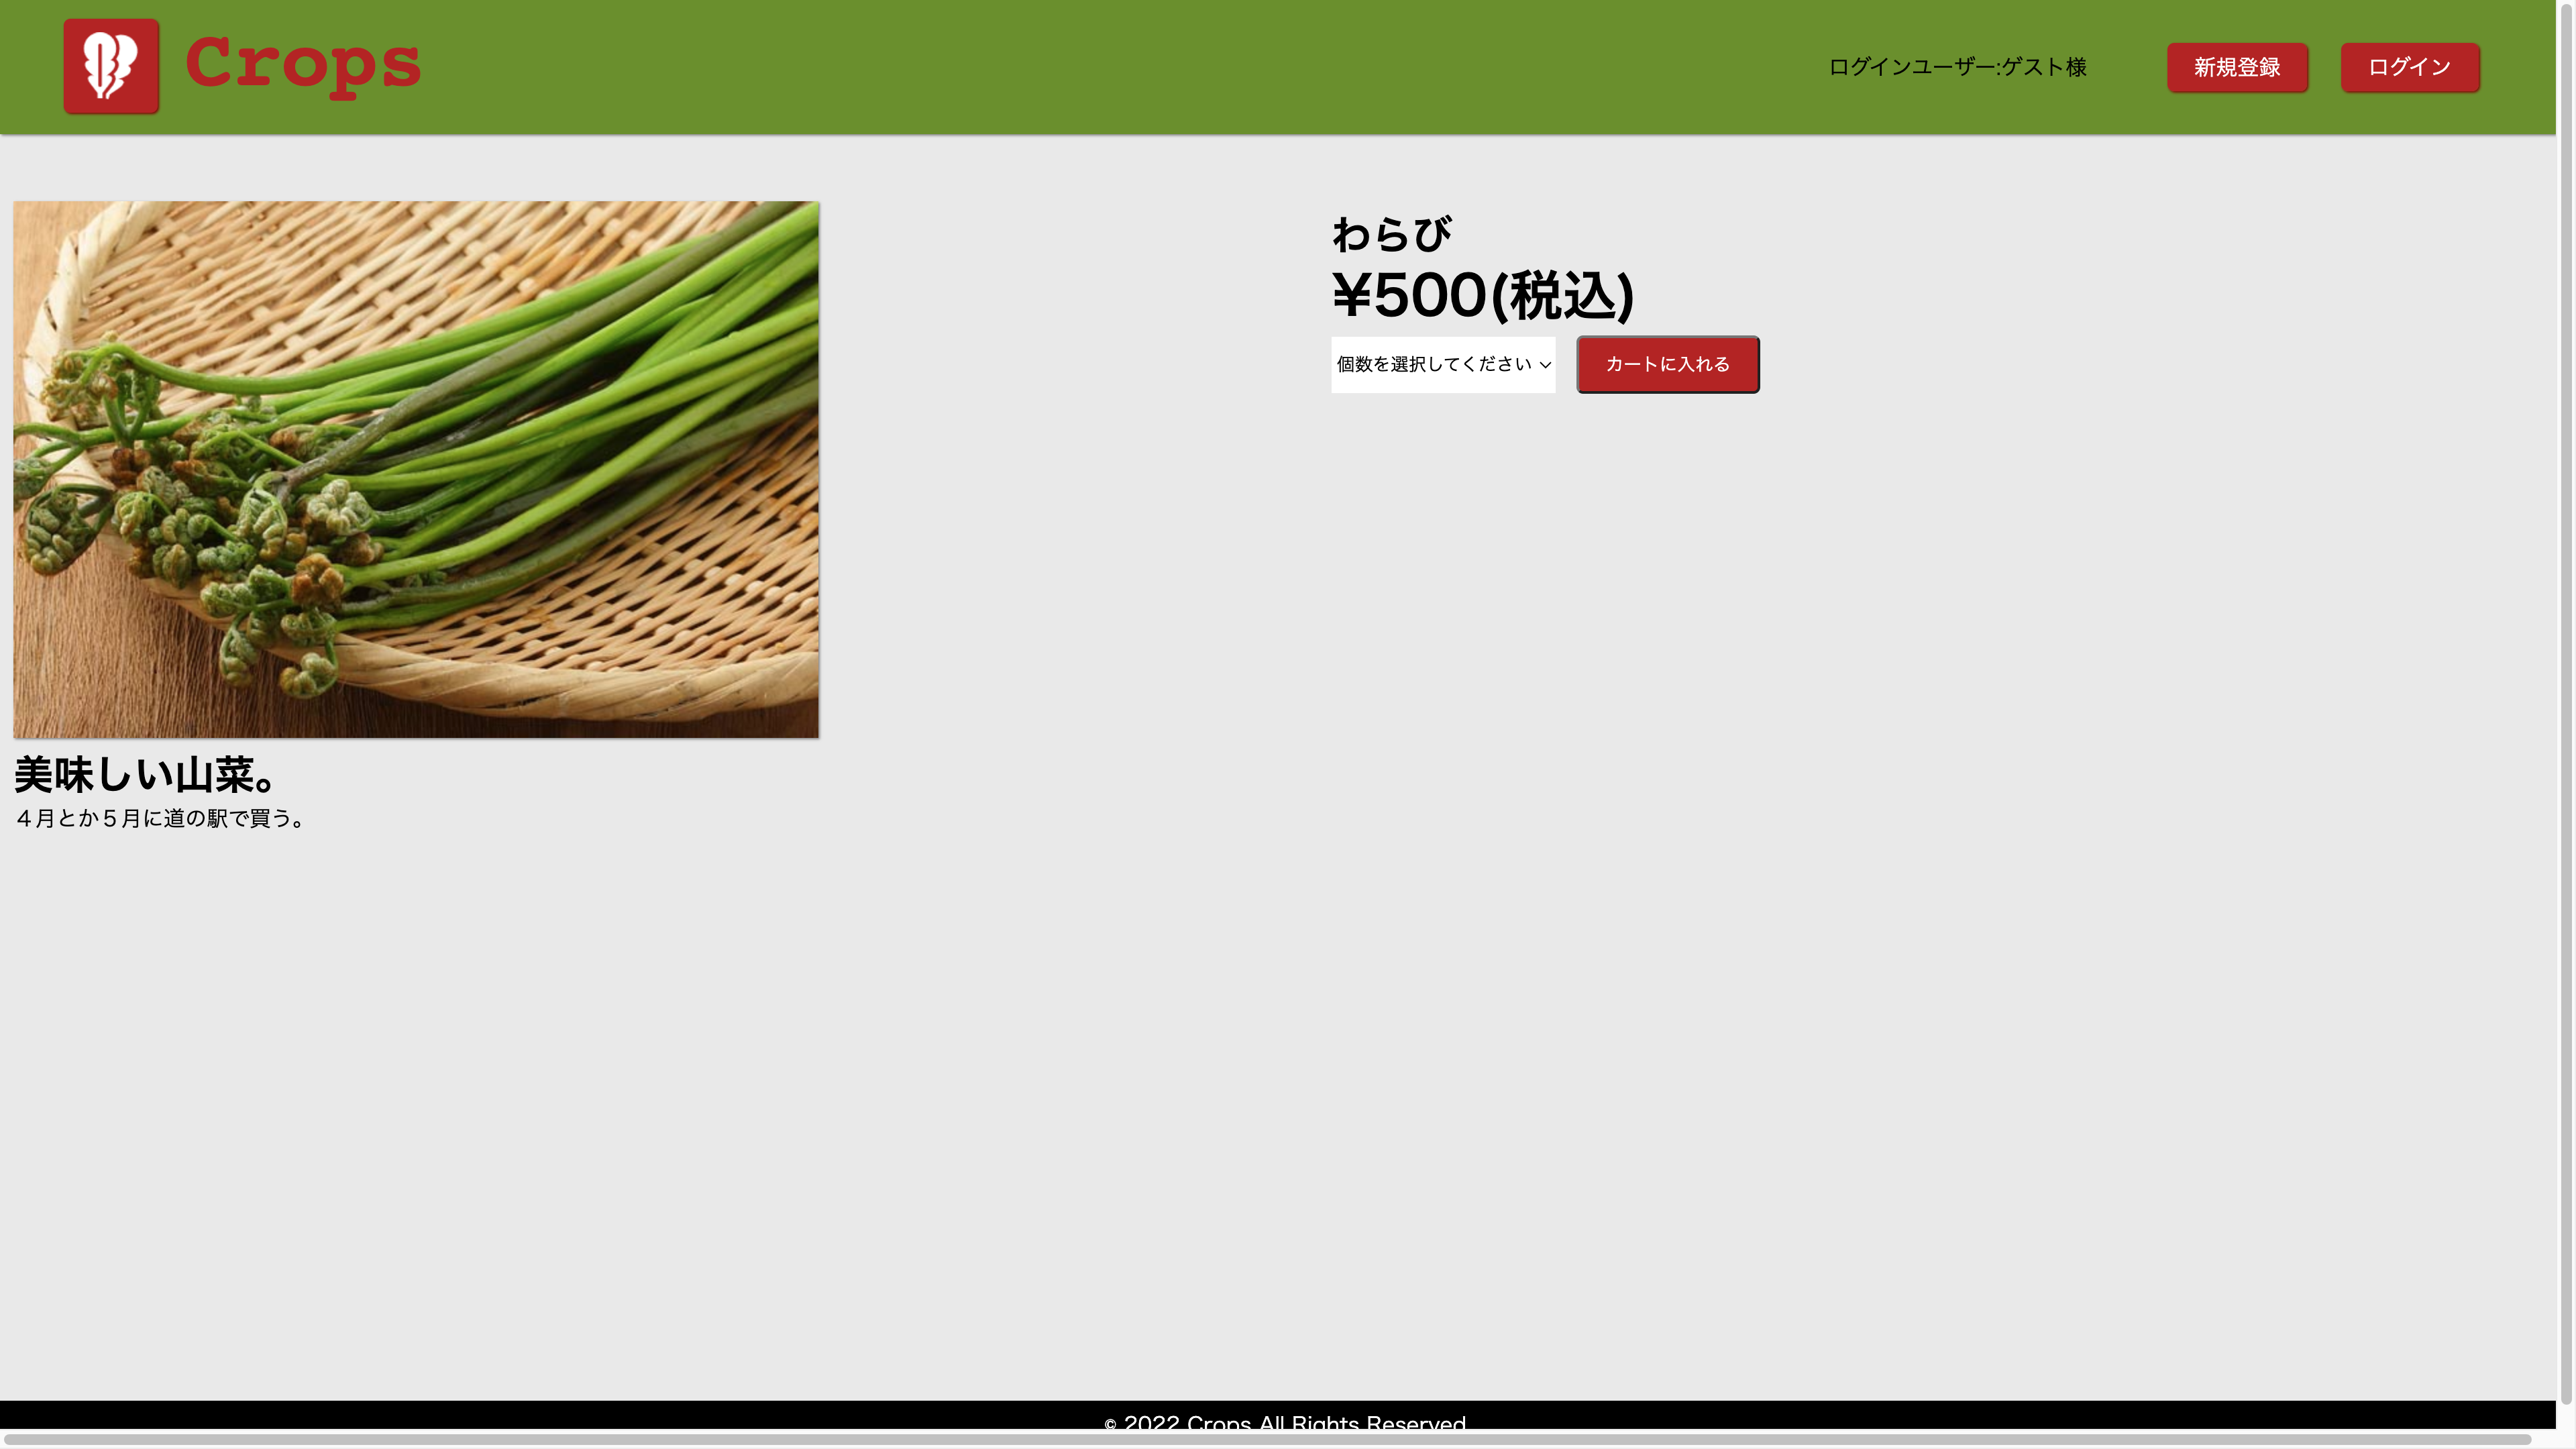 Crops
ログインユーザー:ゲスト様
新規登録
ログイン
わらび
¥500(税込)
個数を選択してください
カートに入れる
美味しい山菜。
４月とか５月に道の駅で買う。
© 2022 Crops All Rights Reserved